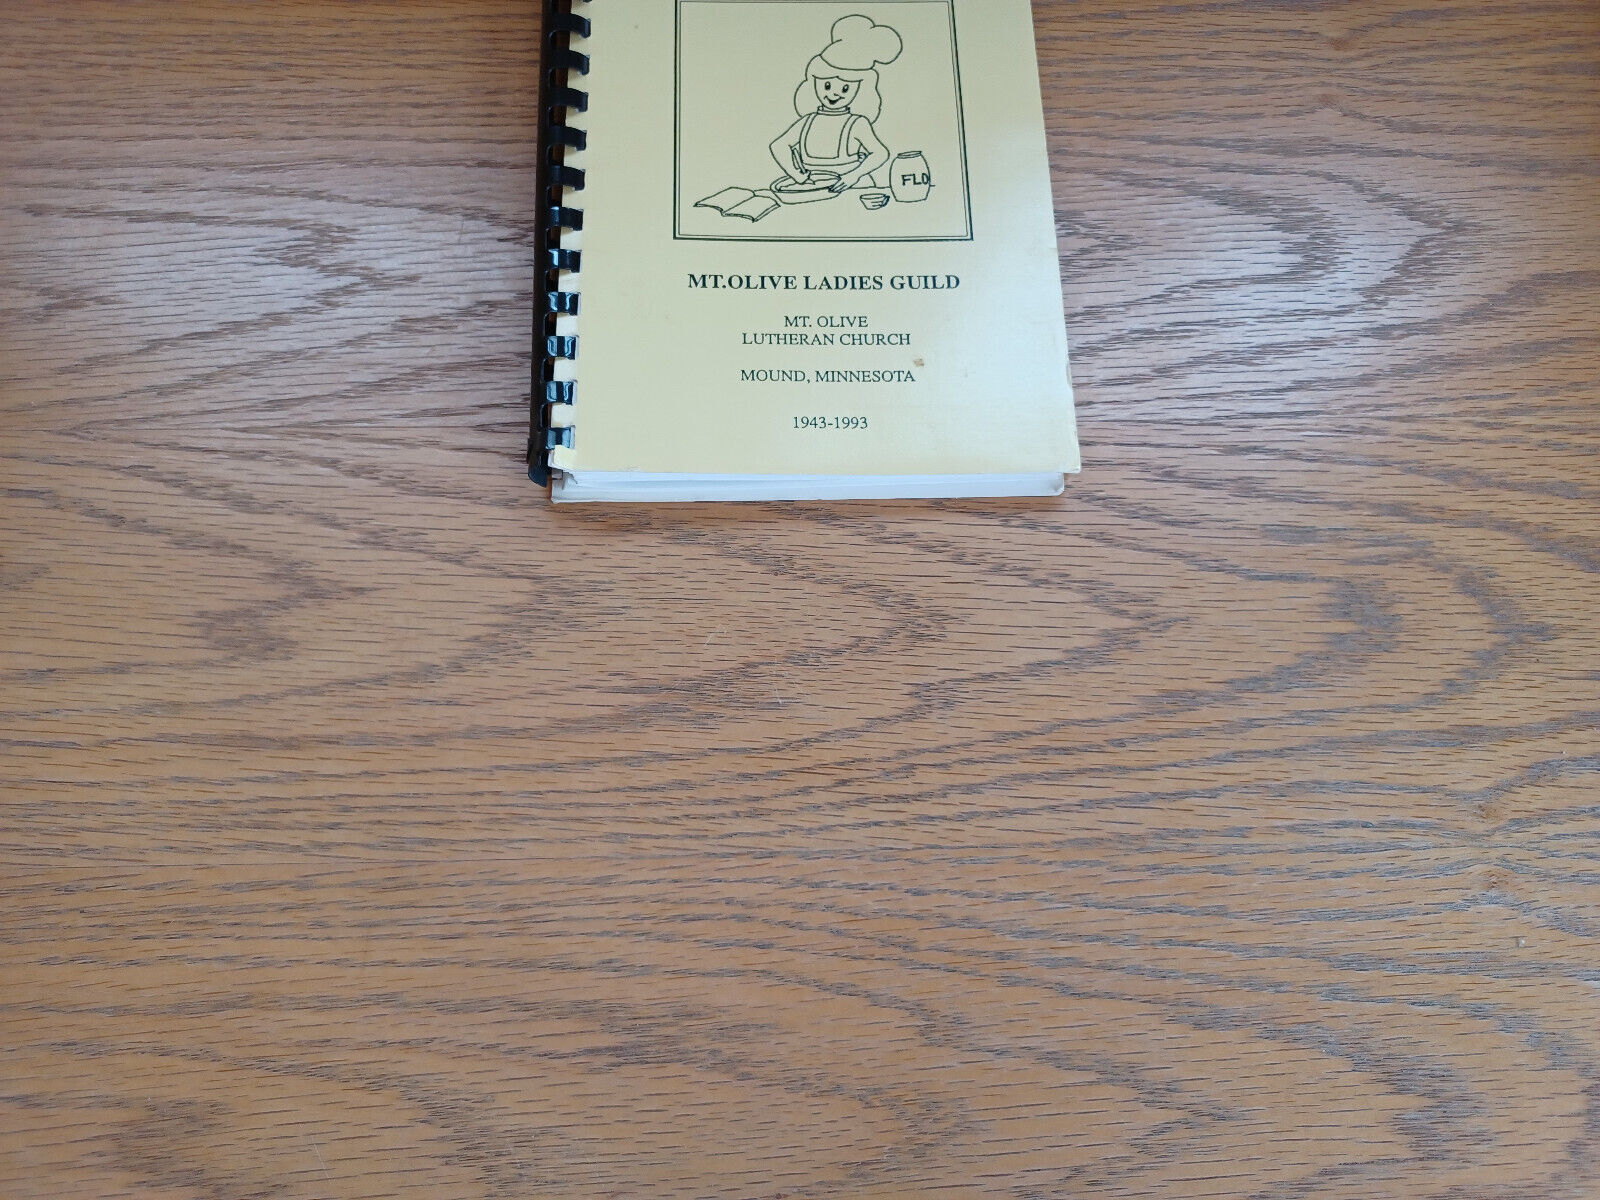 FLO
MT.OLIVE LADIES GUILD
MT. OLIVE
LUTHERAN CHURCH
MOUND, MINNESOTA
1943-1993